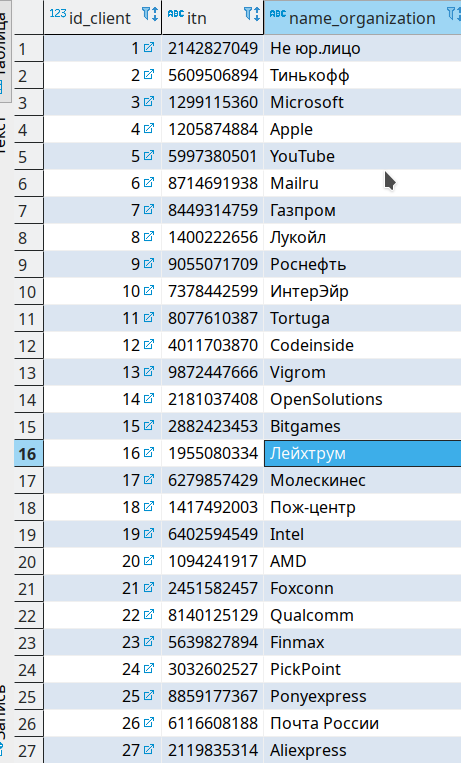 Таблица
Текст
Запись
123 id_client ABC itn ABC name_organization
1 1 2142827049 Не юр.лицо
2 2 5609506894 Тинькофф
3 3 1299115360 Microsoft
4 4 1205874884 Apple
5 5 5997380501 YouTube
6 6 8714691938 Mailru
7 7 8449314759 Газпром
8 8 1400222656 Лукойл
9 9 9055071709 Роснефть
10 10 7378442599 ИнтерЭйр
11 11 8077610387 Tortuga
12 12 4011703870 Codeinside
13 13 9872447666 Vigrom
14 14 2181037408 OpenSolutions
15 15 2882423453 Bitgames
16 16 1955080334 Лейхтрум
17 17 6279857429 Молескинес
18 18 1417492003 Пож-центр
19 19 6402594549 Intel
20 20 1094241917 AMD
21 21 2451582457 Foxconn
22 22 8140125129 Qualcomm
23 23 5639827894 Finmax
24 24 3032602527 PickPoint
25 25 8859177367 Ponyexpress
26 26 6116608188 Почта России
27 27 2119835314 Aliexpress